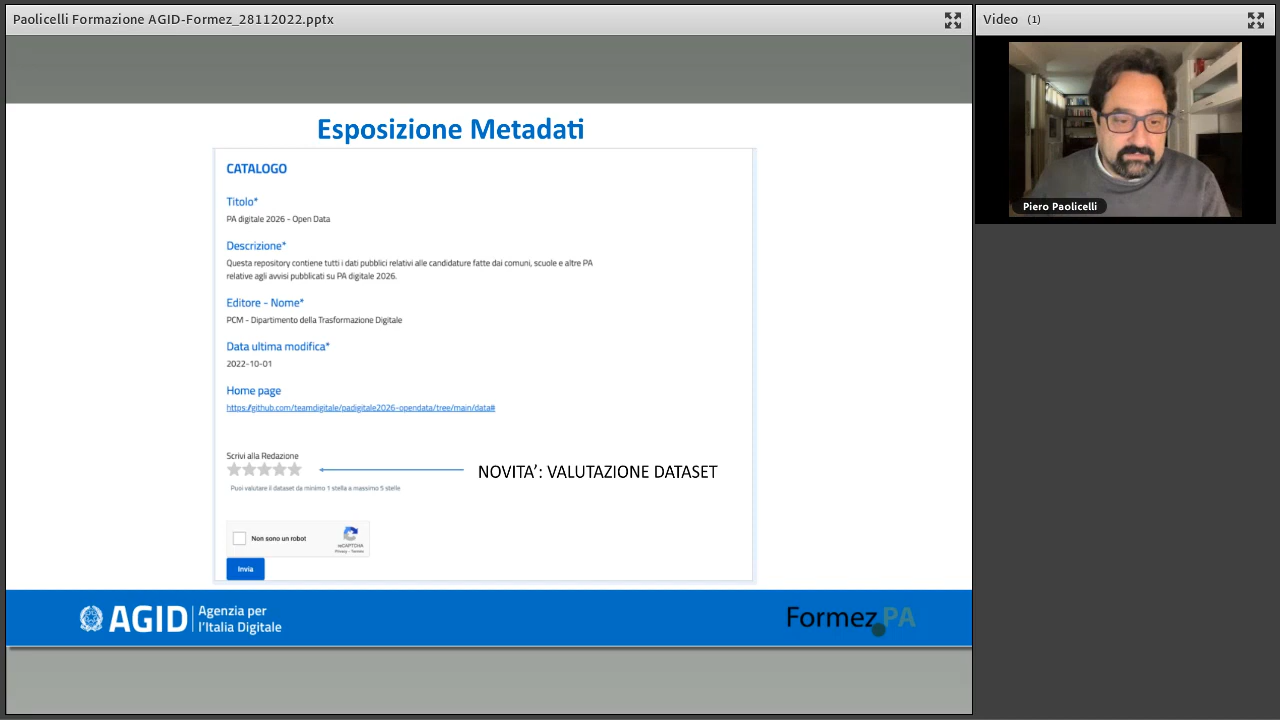 Paolicelli Formazione AGID-Formez_28112022.pptx
Video (1)
Piero Paolicelli
Esposizione Metadati
CATALOGO
Titolo*
PA digitale 2026 - Open Data
Descrizione*
Questa repository contiene tutti i dati pubblici relativi alle candidature fatte dai comuni, scuole e altre PA
relative agli avvisi pubblicati su PA digitale 2026.
Editore - Nome*
PCM - Dipartimento della Trasformazione Digitale
Data ultima modifica*
2022-10-01
Home page
https://github.com/teamdigitale/padigitale2026-opendata/tree/main/data#
Scrivi alla Redazione
NOVITA’: VALUTAZIONE DATASET
Puoi valutare il dataset da minimo 1 stella a massimo 5 stelle
Non sono un robot
reCAPTCHA
Privacy - Termini
Invia
AGID
Agenzia per
l'Italia Digitale
Formez PA